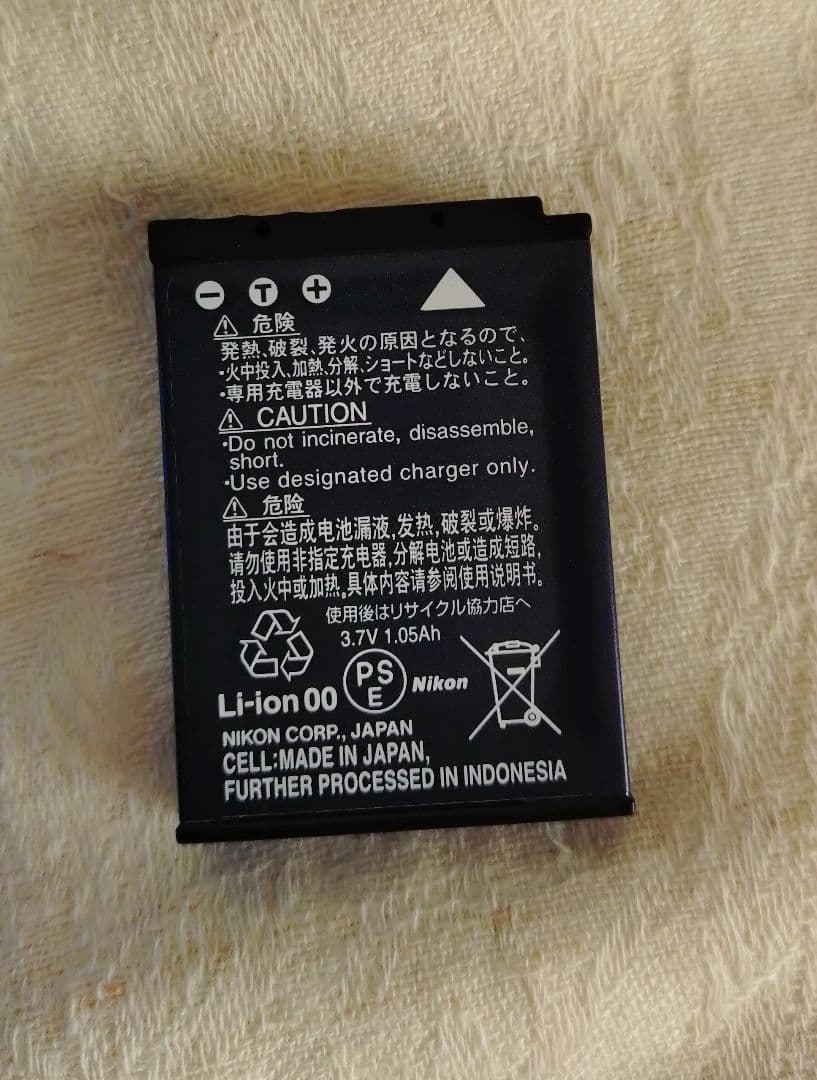 − T +
⚠ 危険
発熱、破裂、発火の原因となるので、
・火中投入、加熱、分解、ショートなどしないこと。
・専用充電器以外で充電しないこと。
⚠ CAUTION
・Do not incinerate, disassemble,
short.
・Use designated charger only.
⚠ 危险
由于会造成电池漏液,发热,破裂或爆炸。
请勿使用非指定充电器,分解电池或造成短路,
投入火中或加热。具体内容请参阅使用说明书。
使用後はリサイクル協力店へ
3.7V 1.05Ah
Li-ion 00 PS E Nikon
NIKON CORP., JAPAN
CELL:MADE IN JAPAN,
FURTHER PROCESSED IN INDONESIA